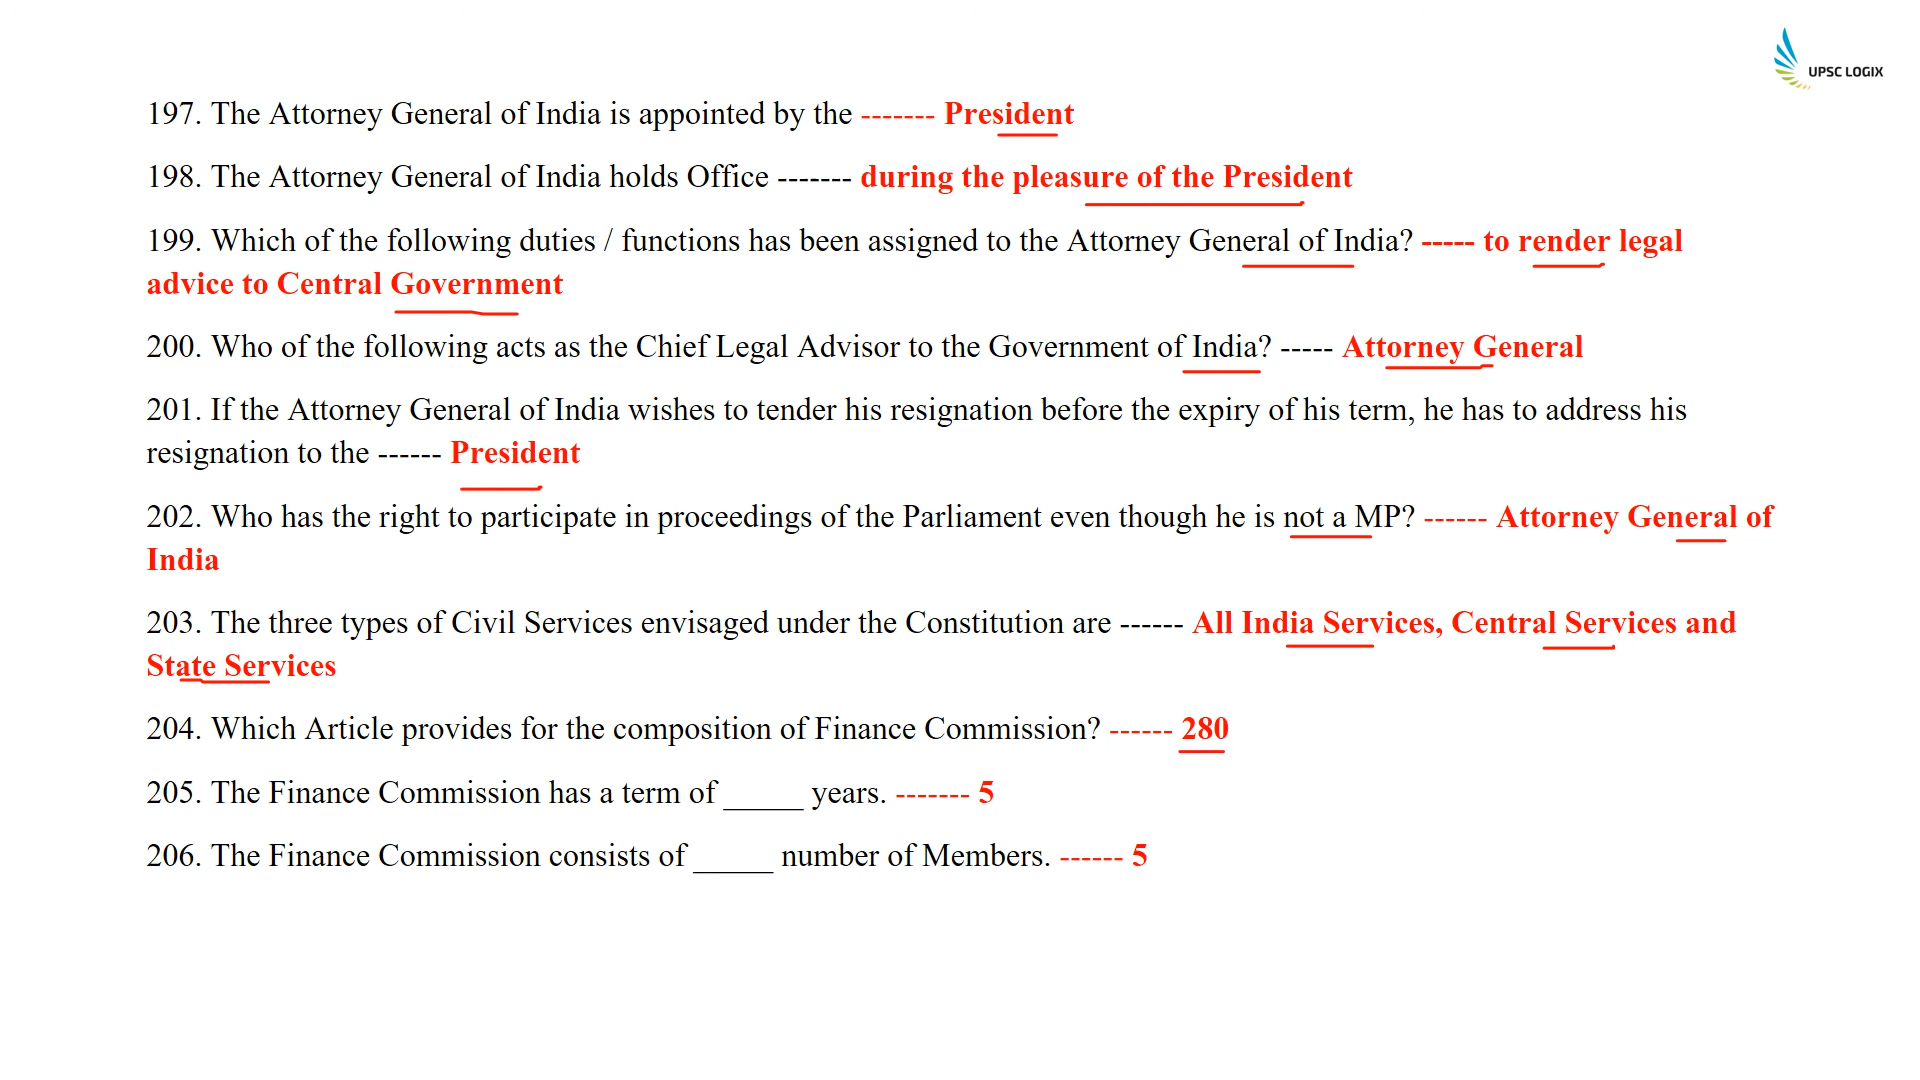 UPSC LOGIX
197. The Attorney General of India is appointed by the ------- President
198. The Attorney General of India holds Office ------- during the pleasure of the President
199. Which of the following duties / functions has been assigned to the Attorney General of India? ----- to render legal
advice to Central Government
200. Who of the following acts as the Chief Legal Advisor to the Government of India? ----- Attorney General
201. If the Attorney General of India wishes to tender his resignation before the expiry of his term, he has to address his
resignation to the ------ President
202. Who has the right to participate in proceedings of the Parliament even though he is not a MP? ------ Attorney General of
India
203. The three types of Civil Services envisaged under the Constitution are ------ All India Services, Central Services and
State Services
204. Which Article provides for the composition of Finance Commission? ------ 280
205. The Finance Commission has a term of _____ years. ------- 5
206. The Finance Commission consists of _____ number of Members. ------ 5